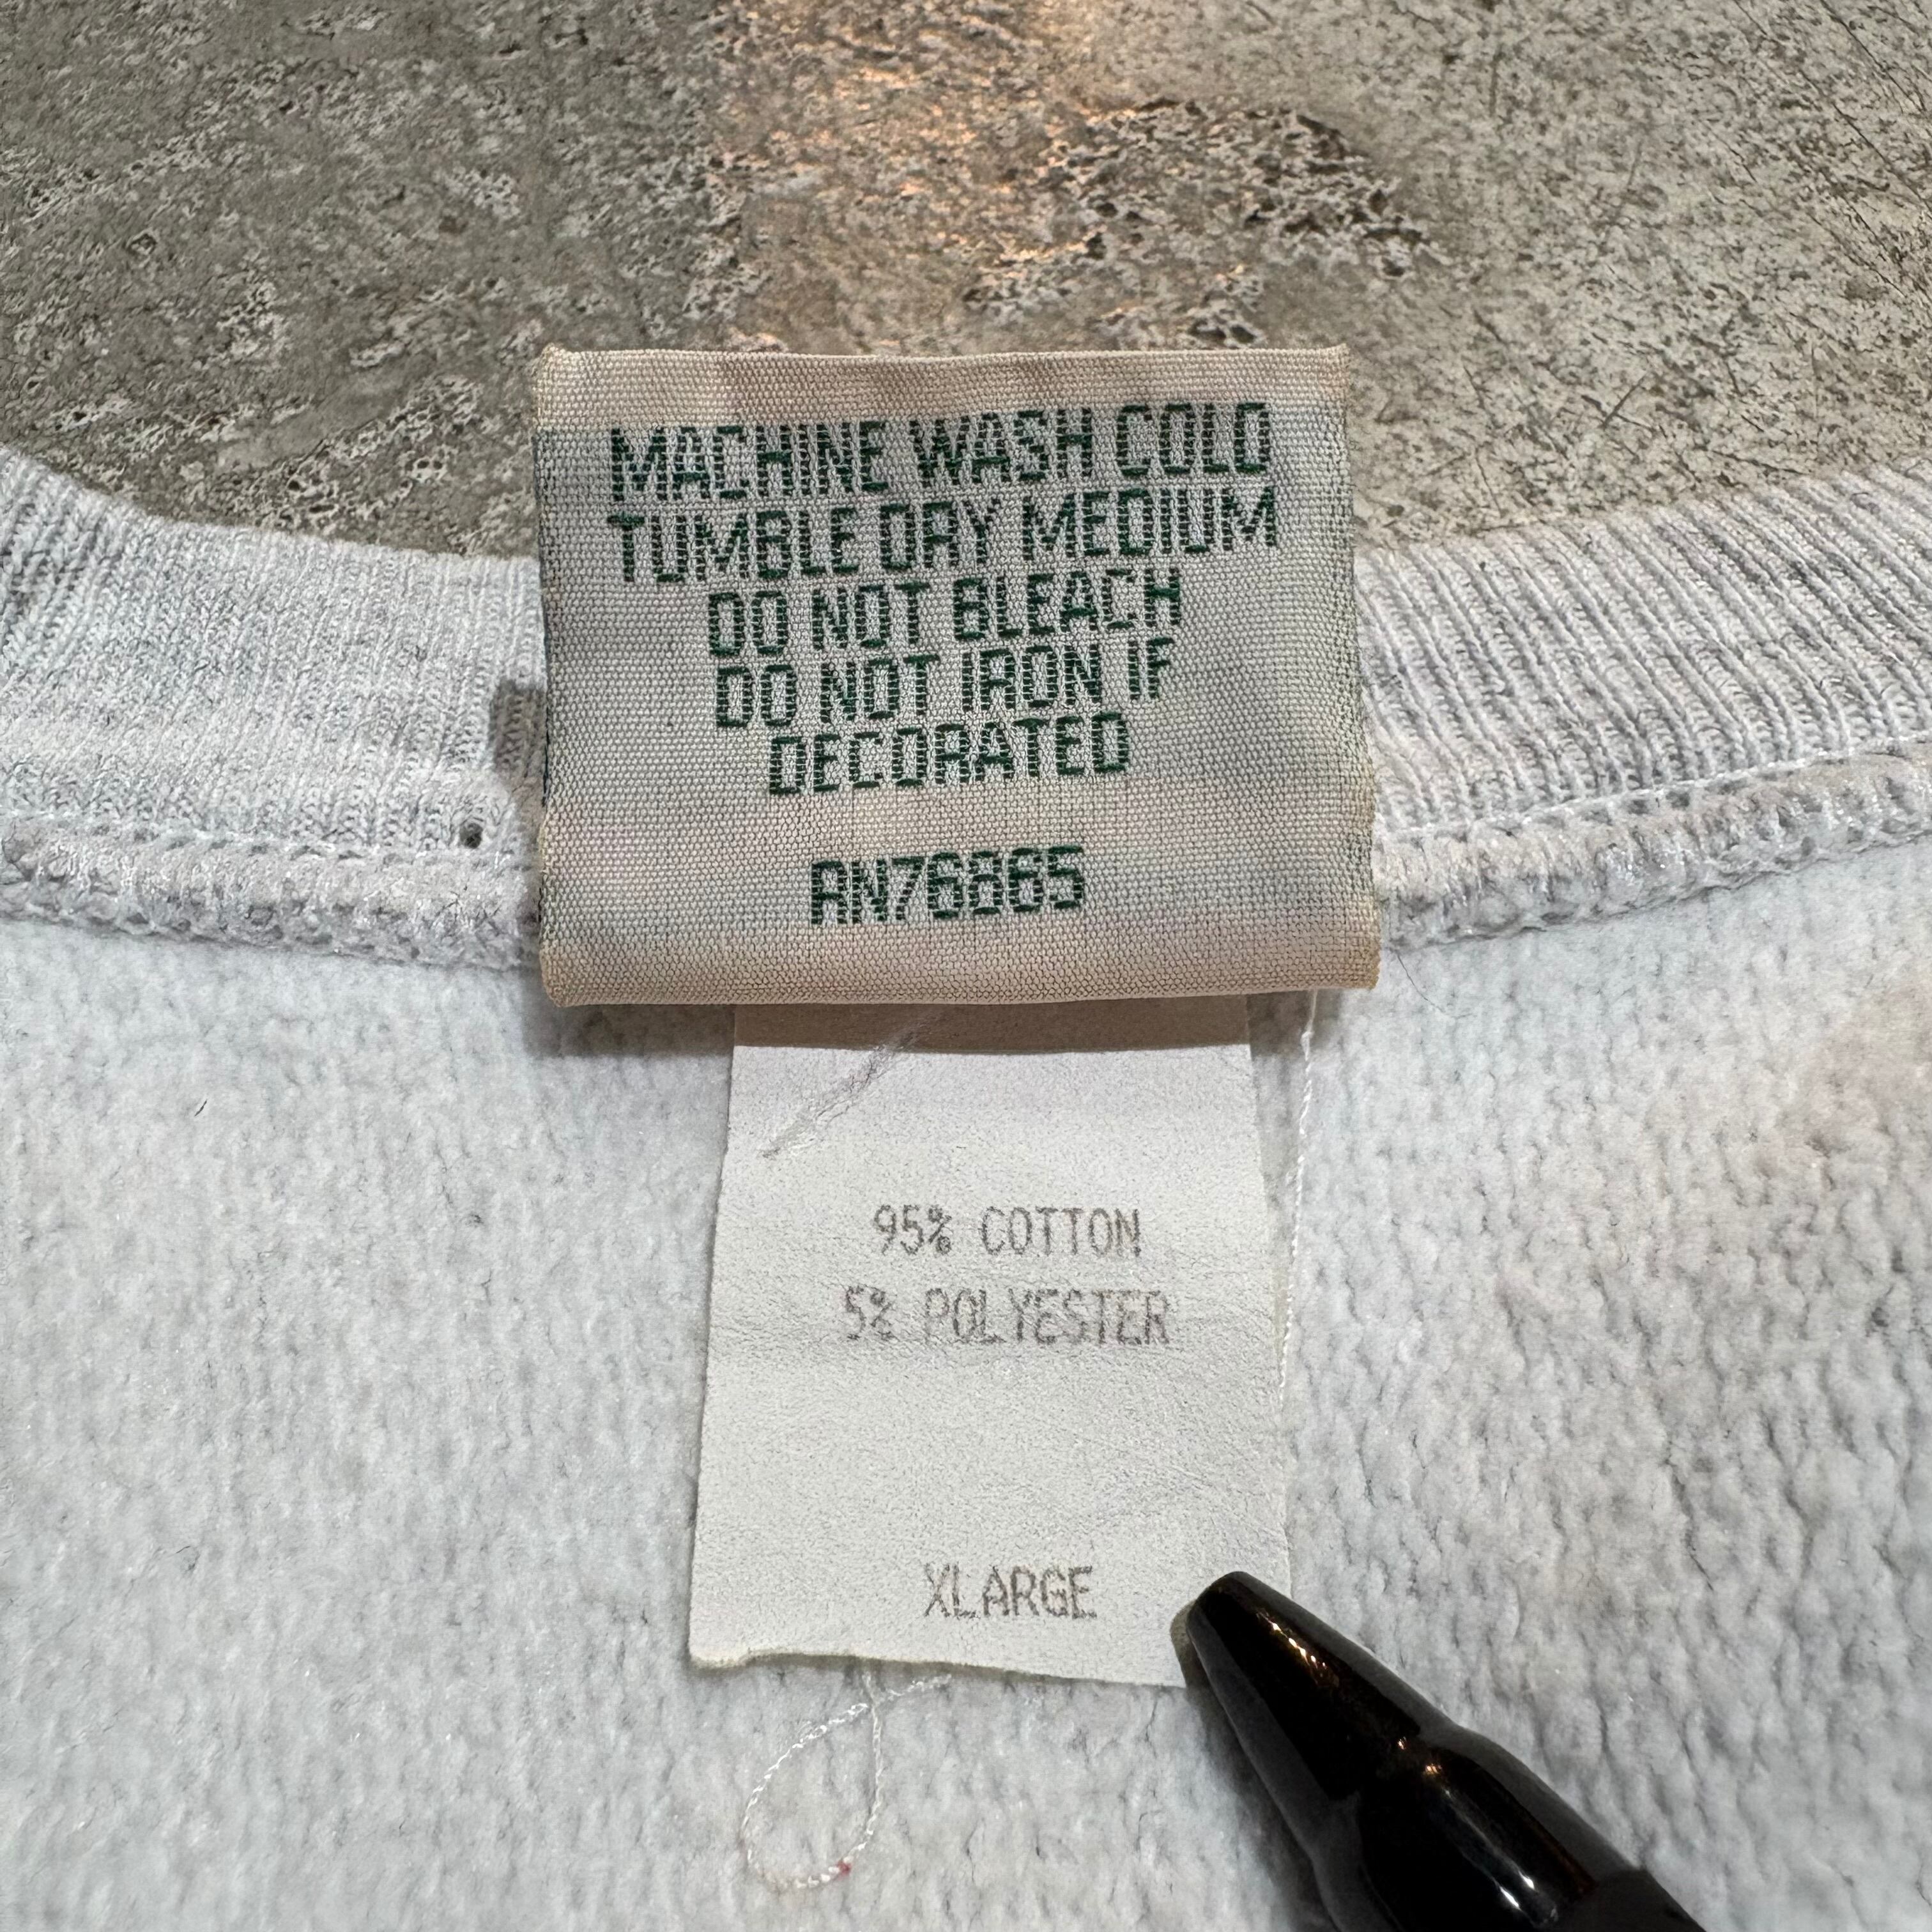 MACHINE WASH COLD
TUMBLE DRY MEDIUM
DO NOT BLEACH
DO NOT IRON IF
DECORATED
RN76865
95% COTTON
5% POLYESTER
XLARGE